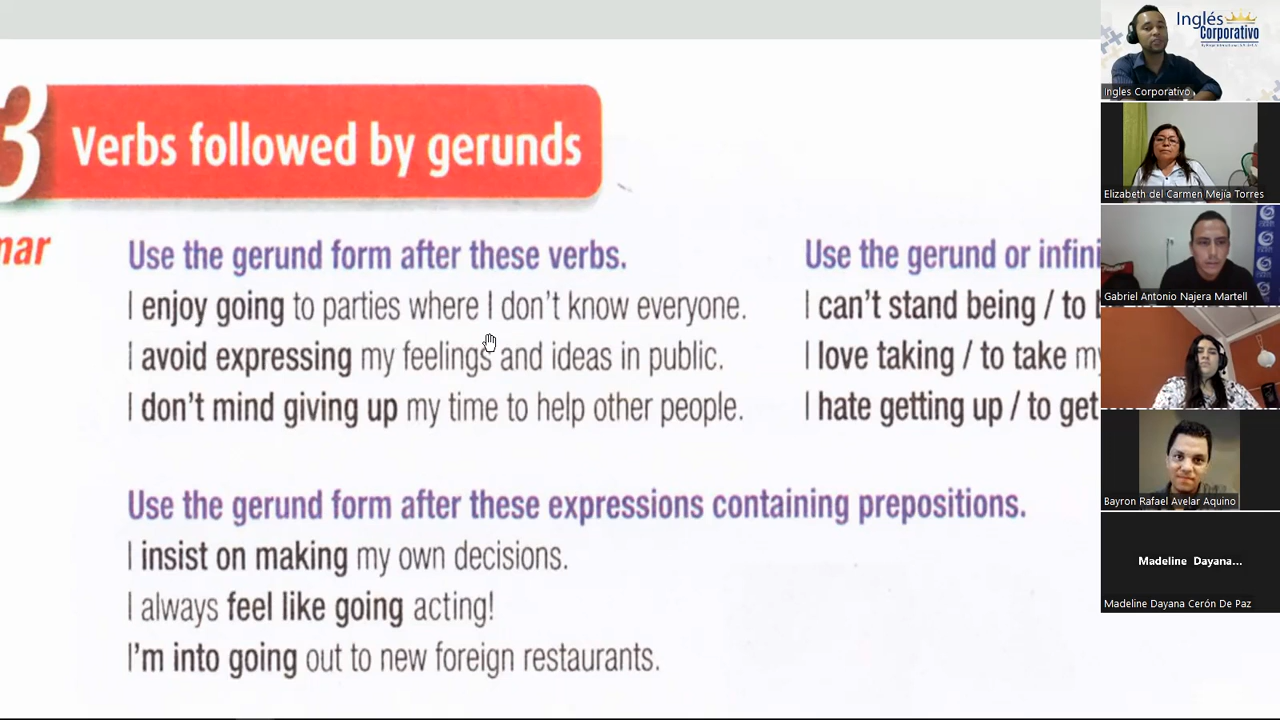 3
Verbs followed by gerunds
mar
Use the gerund form after these verbs.
I enjoy going to parties where I don't know everyone.
I avoid expressing my feelings and ideas in public.
I don't mind giving up my time to help other people.
Use the gerund or infini
I can't stand being / to b
I love taking / to take my
I hate getting up / to get
Use the gerund form after these expressions containing prepositions.
I insist on making my own decisions.
I always feel like going acting!
I'm into going out to new foreign restaurants.
Inglés
Corporativo
Ingles Corporativo
Elizabeth del Carmen Mejía Torres
Gabriel Antonio Najera Martell
Bayron Rafael Avelar Aquino
Madeline Dayana...
Madeline Dayana Cerón De Paz